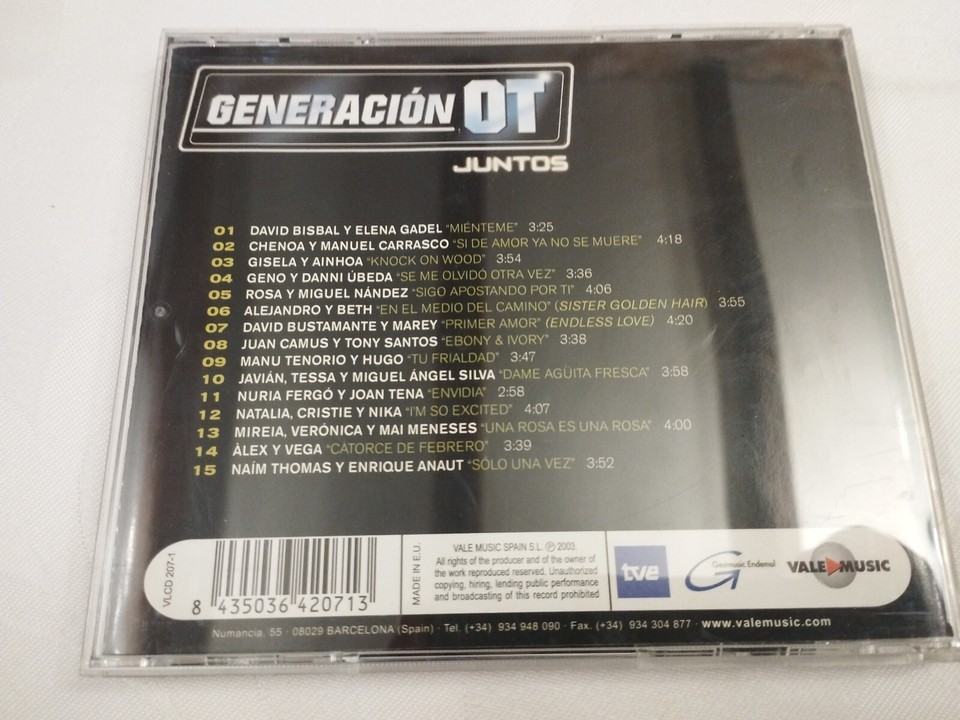 GENERACIÓN OT
JUNTOS
01 DAVID BISBAL Y ELENA GADEL "MIÉNTEME" 3:25
02 CHENOA Y MANUEL CARRASCO "SI DE AMOR YA NO SE MUERE" 4:18
03 GISELA Y AINHOA "KNOCK ON WOOD" 3:54
04 GENO Y DANNI ÚBEDA "SE ME OLVIDÓ OTRA VEZ" 3:36
05 ROSA Y MIGUEL NÁNDEZ "SIGO APOSTANDO POR TI" 4:06
06 ALEJANDRO Y BETH "EN EL MEDIO DEL CAMINO" (SISTER GOLDEN HAIR) 3:55
07 DAVID BUSTAMANTE Y MAREY "PRIMER AMOR" (ENDLESS LOVE) 4:20
08 JUAN CAMUS Y TONY SANTOS "EBONY & IVORY" 3:38
09 MANU TENORIO Y HUGO "TU FRIALDAD" 3:47
10 JAVIÁN, TESSA Y MIGUEL ÁNGEL SILVA "DAME AGÜITA FRESCA" 3:58
11 NURIA FERGÓ Y JOAN TENA "ENVIDIA" 2:58
12 NATALIA, CRISTIE Y NIKA "I'M SO EXCITED" 4:07
13 MIREIA, VERÓNICA Y MAI MENESES "UNA ROSA ES UNA ROSA" 4:00
14 ÁLEX Y VEGA "CATORCE DE FEBRERO" 3:39
15 NAÍM THOMAS Y ENRIQUE ANAUT "SÓLO UNA VEZ" 3:52
VLCD 207-1
8 435036 420713
MADE IN E.U.
VALE MUSIC SPAIN S.L. ℗ 2003.
All rights of the producer and of the owner of
the work reproduced reserved. Unauthorized
copying, hiring, lending public performance
and broadcasting of this record prohibited
tve
G Gestmusic Endemol
VALE MUSIC
Numancia, 55 · 08029 BARCELONA (Spain) · Tel. (+34) 934 948 090 · Fax. (+34) 934 304 877 · www.valemusic.com